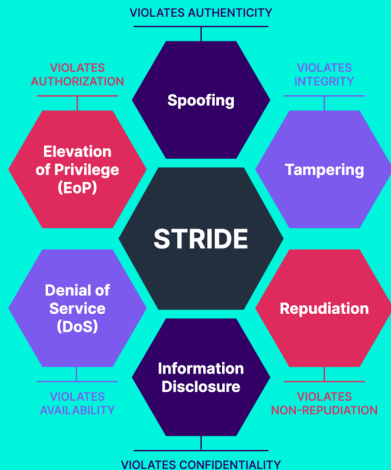 VIOLATES AUTHENTICITY
Spoofing
VIOLATES
AUTHORIZATION
Elevation
of Privilege
(EoP)
VIOLATES
INTEGRITY
Tampering
STRIDE
Denial of
Service
(DoS)
VIOLATES
AVAILABILITY
Repudiation
VIOLATES
NON-REPUDIATION
Information
Disclosure
VIOLATES CONFIDENTIALITY